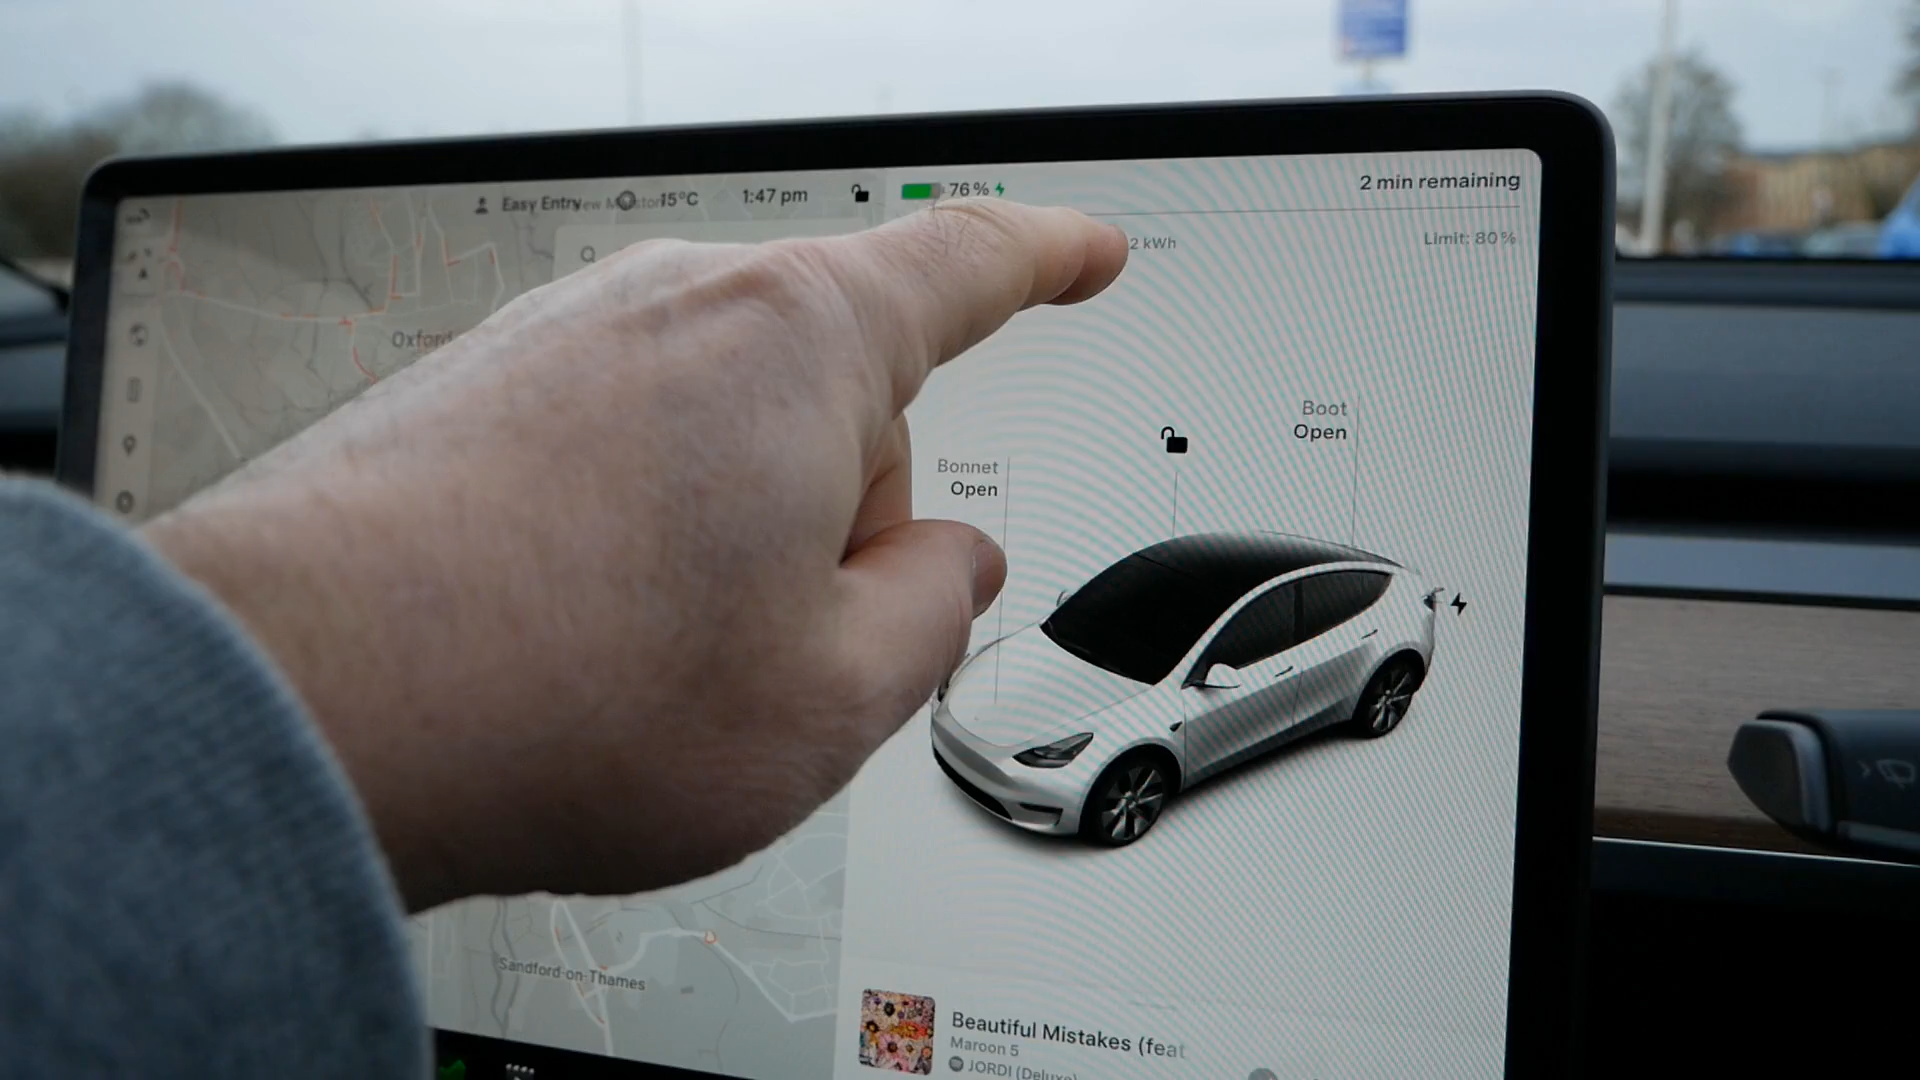 Easy Entry
15°C
1:47 pm
76%
2 min remaining
2 kWh
Limit: 80%
Oxford
Boot
Open
Bonnet
Open
Sandford-on-Thames
Beautiful Mistakes (feat
Maroon 5
JORDI (Deluxe)